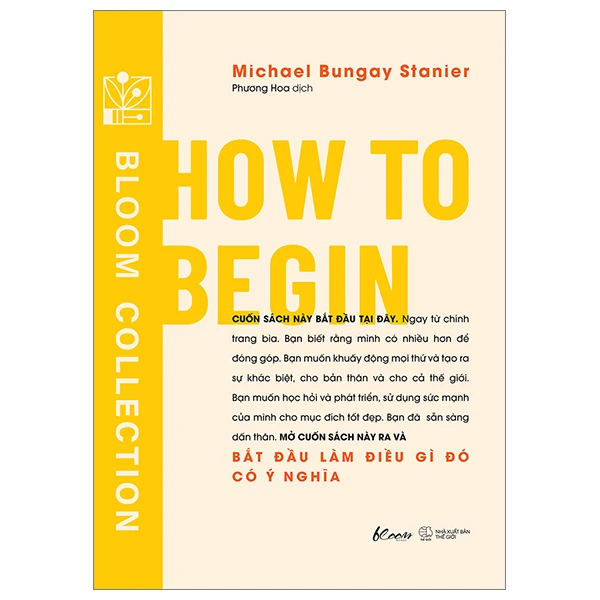 Michael Bungay Stanier
Phương Hoa dịch
BLOOM COLLECTION
HOW TO
BEGIN
CUỐN SÁCH NÀY BẮT ĐẦU TẠI ĐÂY. Ngay từ chính
trang bìa. Bạn biết rằng mình có nhiều hơn để
đóng góp. Bạn muốn khuấy động mọi thứ và tạo ra
sự khác biệt, cho bản thân và cho cả thế giới.
Bạn muốn học hỏi và phát triển, sử dụng sức mạnh
của mình cho mục đích tốt đẹp. Bạn đã sẵn sàng
dấn thân. MỞ CUỐN SÁCH NÀY RA VÀ
BẮT ĐẦU LÀM ĐIỀU GÌ ĐÓ
CÓ Ý NGHĨA
bloom
NHÀ XUẤT BẢN
THẾ GIỚI